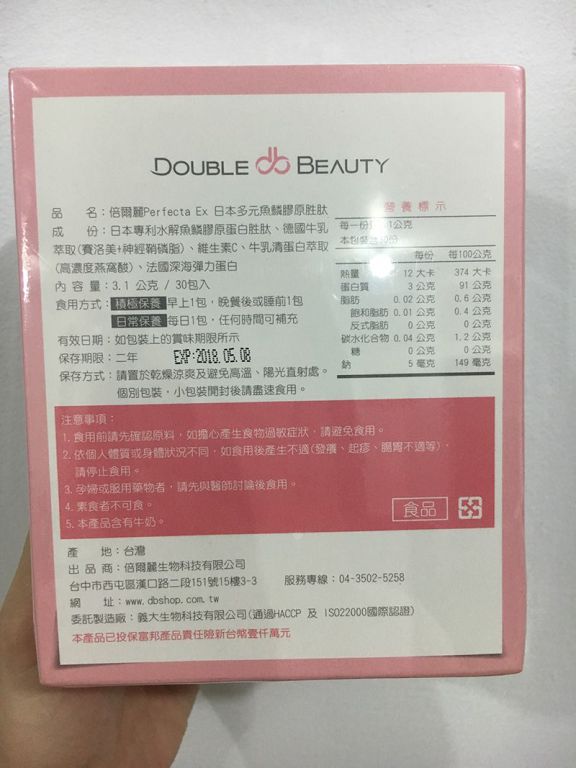 DOUBLE db BEAUTY
品　名：倍爾麗Perfecta Ex 日本多元魚鱗膠原胜肽
成　份：日本專利水解魚鱗膠原蛋白胜肽、德國牛乳
萃取(賽洛美+神經鞘磷脂)、維生素C、牛乳清蛋白萃取
(高濃度燕窩酸)、法國深海彈力蛋白
內 容 量：3.1 公克 / 30包入
食用方式：積極保養 早上1包，晚餐後或睡前1包
日常保養 每日1包，任何時間可補充
有效日期：如包裝上的賞味期限所示
保存期限：二年 EXP:2018.05.08
保存方式：請置於乾燥涼爽及避免高溫、陽光直射處。
個別包裝，小包裝開封後請盡速食用。
營養標示
每一份 1公克
本包裝 份
每份 每100公克
熱量 12 大卡 374 大卡
蛋白質 3 公克 91 公克
脂肪 0.02 公克 0.6 公克
飽和脂肪 0.01 公克 0.4 公克
反式脂肪 0 公克 0 公克
碳水化合物 0.04 公克 1.2 公克
糖 0 公克 0 公克
鈉 5 毫克 149 毫克
注意事項：
1. 食用前請先確認原料，如擔心產生食物過敏症狀，請避免食用。
2. 依個人體質或身體狀況不同，如食用後產生不適(發癢、起疹、腸胃不適等)，
請停止食用。
3. 孕婦或服用藥物者，請先與醫師討論後食用。
4. 素食者不可食。
5. 本產品含有牛奶。
食品
產　地：台灣
出 品 商：倍爾麗生物科技有限公司
台中市西屯區漢口路二段151號15樓3-3 服務專線：04-3502-5258
網　址：www.dbshop.com.tw
委託製造廠：義大生物科技有限公司(通過HACCP 及 ISO22000國際認證)
本產品已投保富邦產品責任險新台幣壹仟萬元